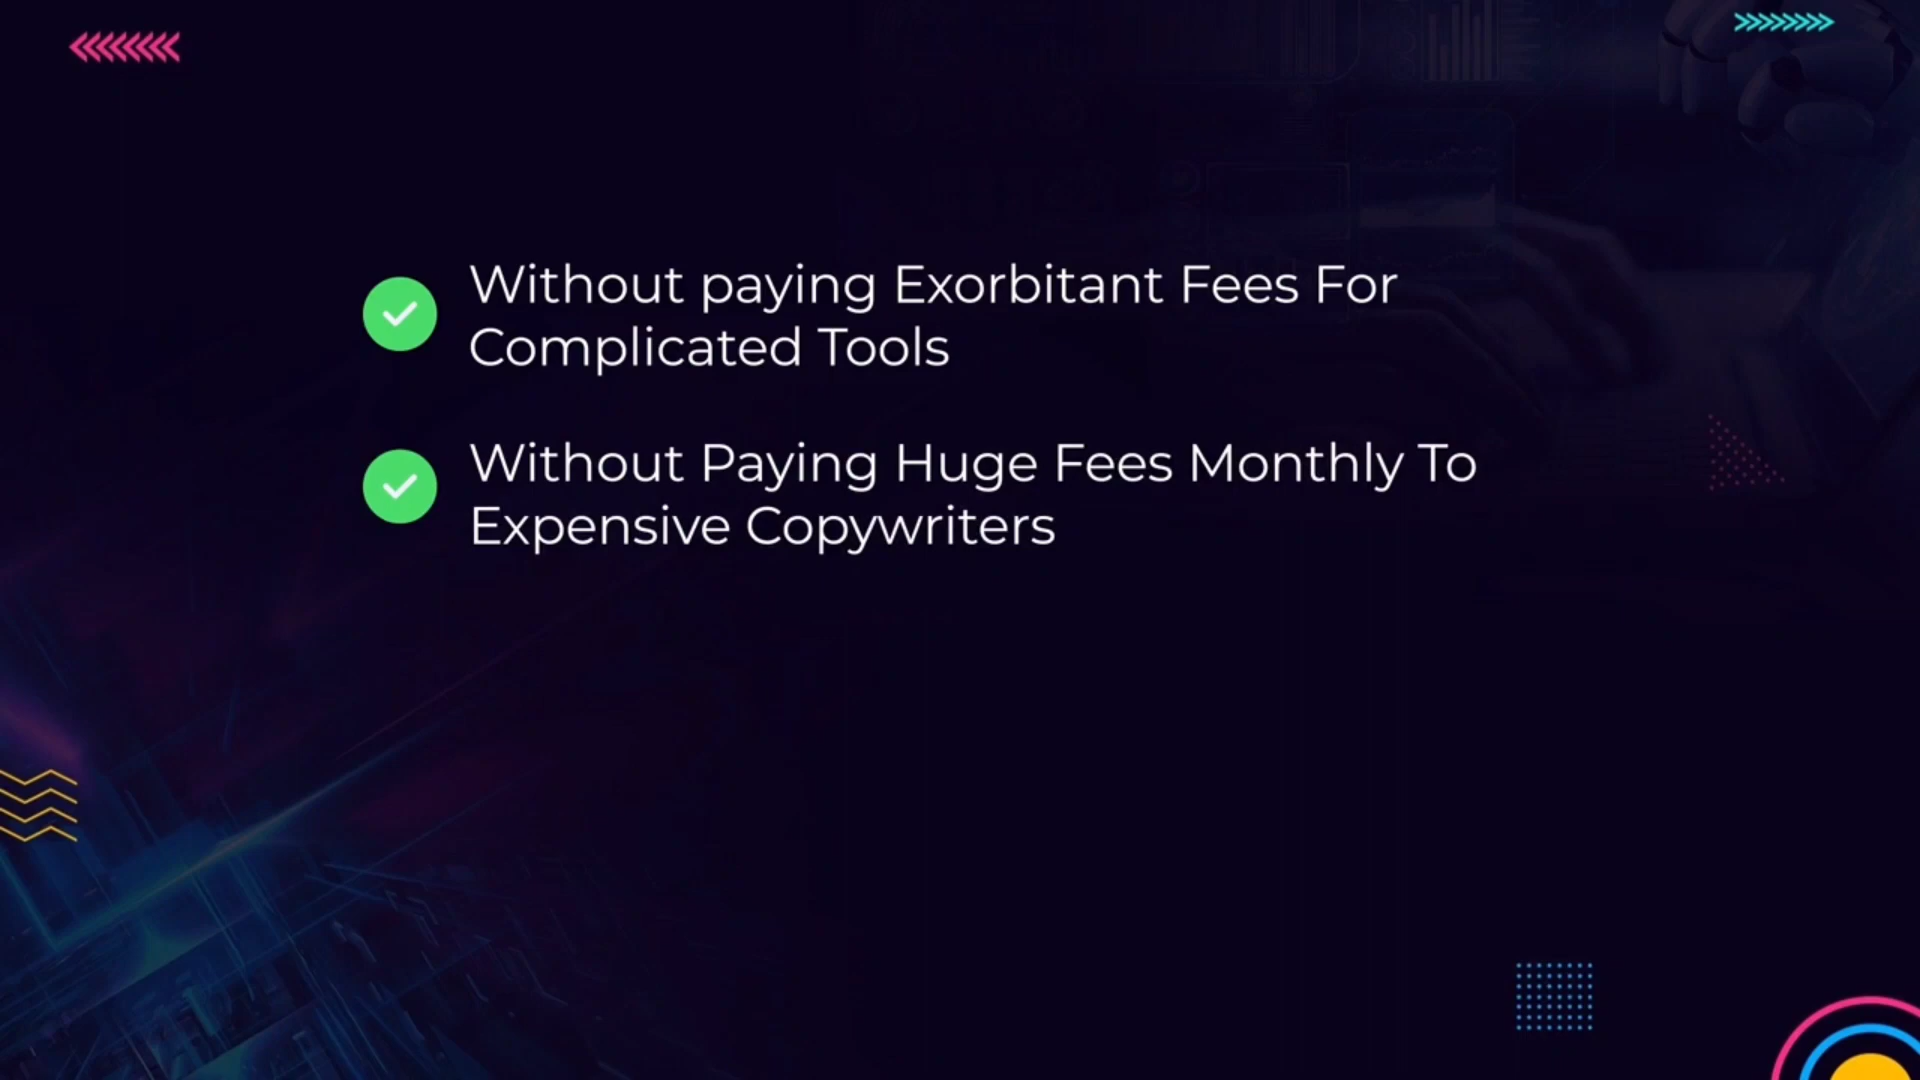 Without paying Exorbitant Fees For
Complicated Tools
Without Paying Huge Fees Monthly To
Expensive Copywriters